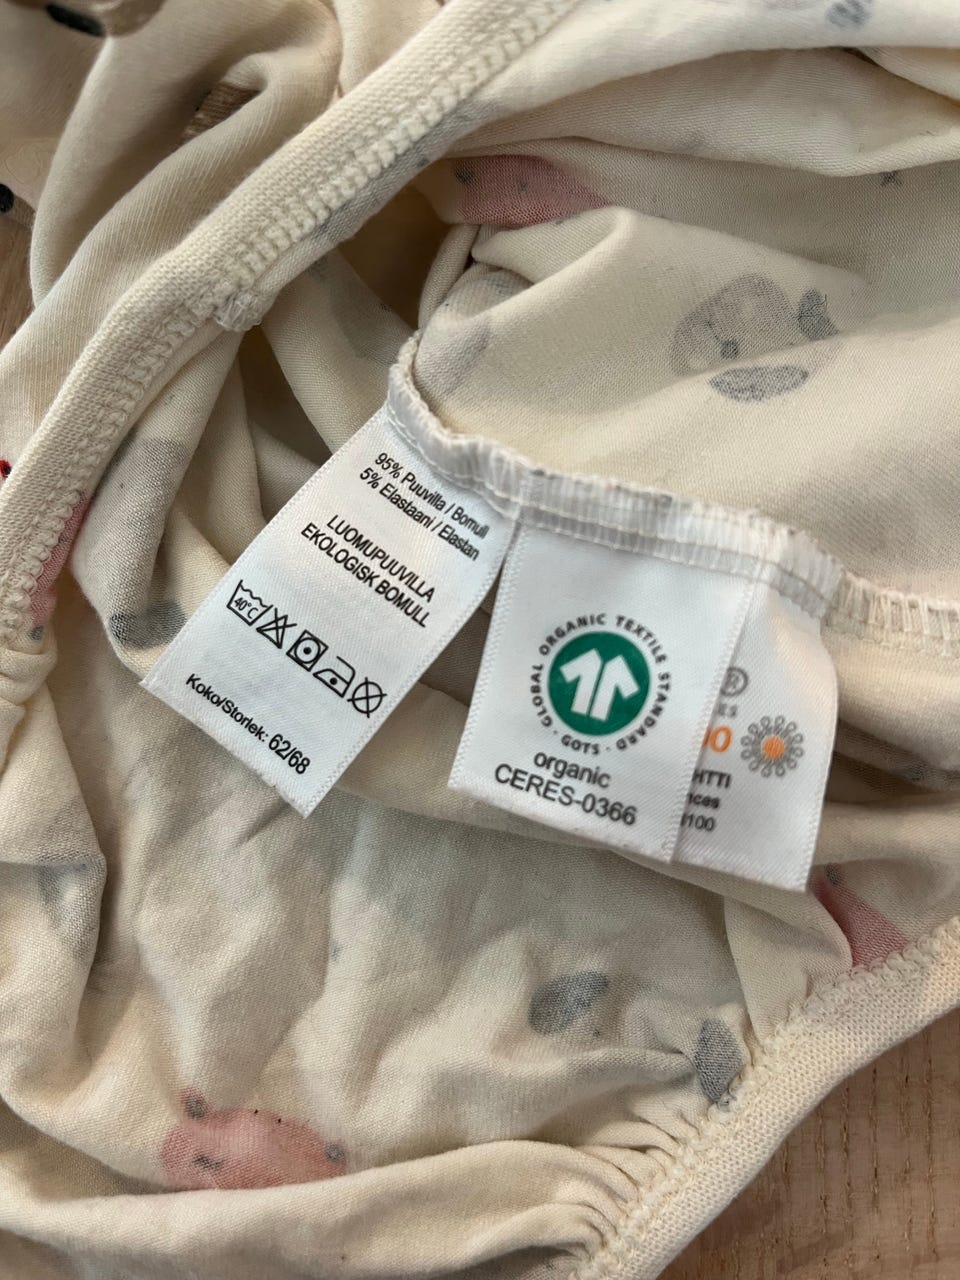 95% Puuvilla / Bomull
5% Elastaani / Elastan
LUOMUPUUVILLA
EKOLOGISK BOMULL
40°C
Koko/Storlek: 62/68
GLOBAL ORGANIC TEXTILE STANDARD
· GOTS ·
organic
CERES-0366
®